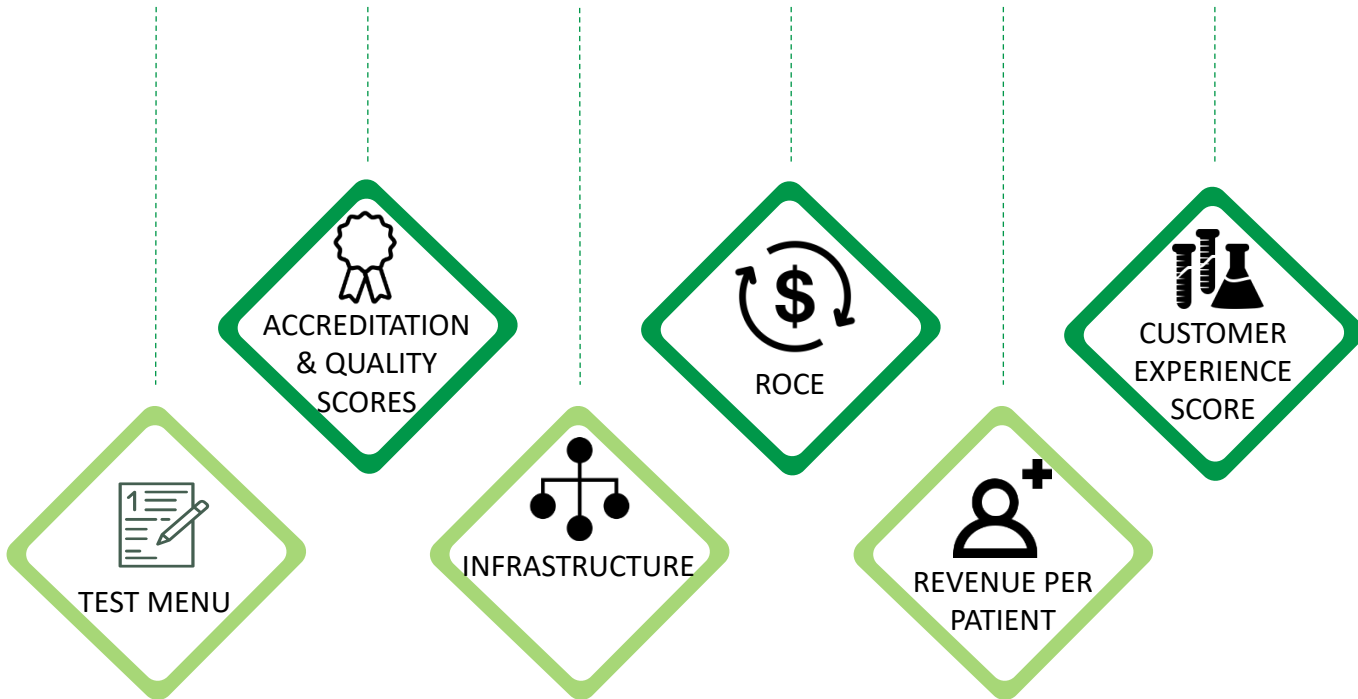 ACCREDITATION
& QUALITY
SCORES
$
ROCE
CUSTOMER
EXPERIENCE
SCORE
1
TEST MENU
INFRASTRUCTURE
REVENUE PER
PATIENT